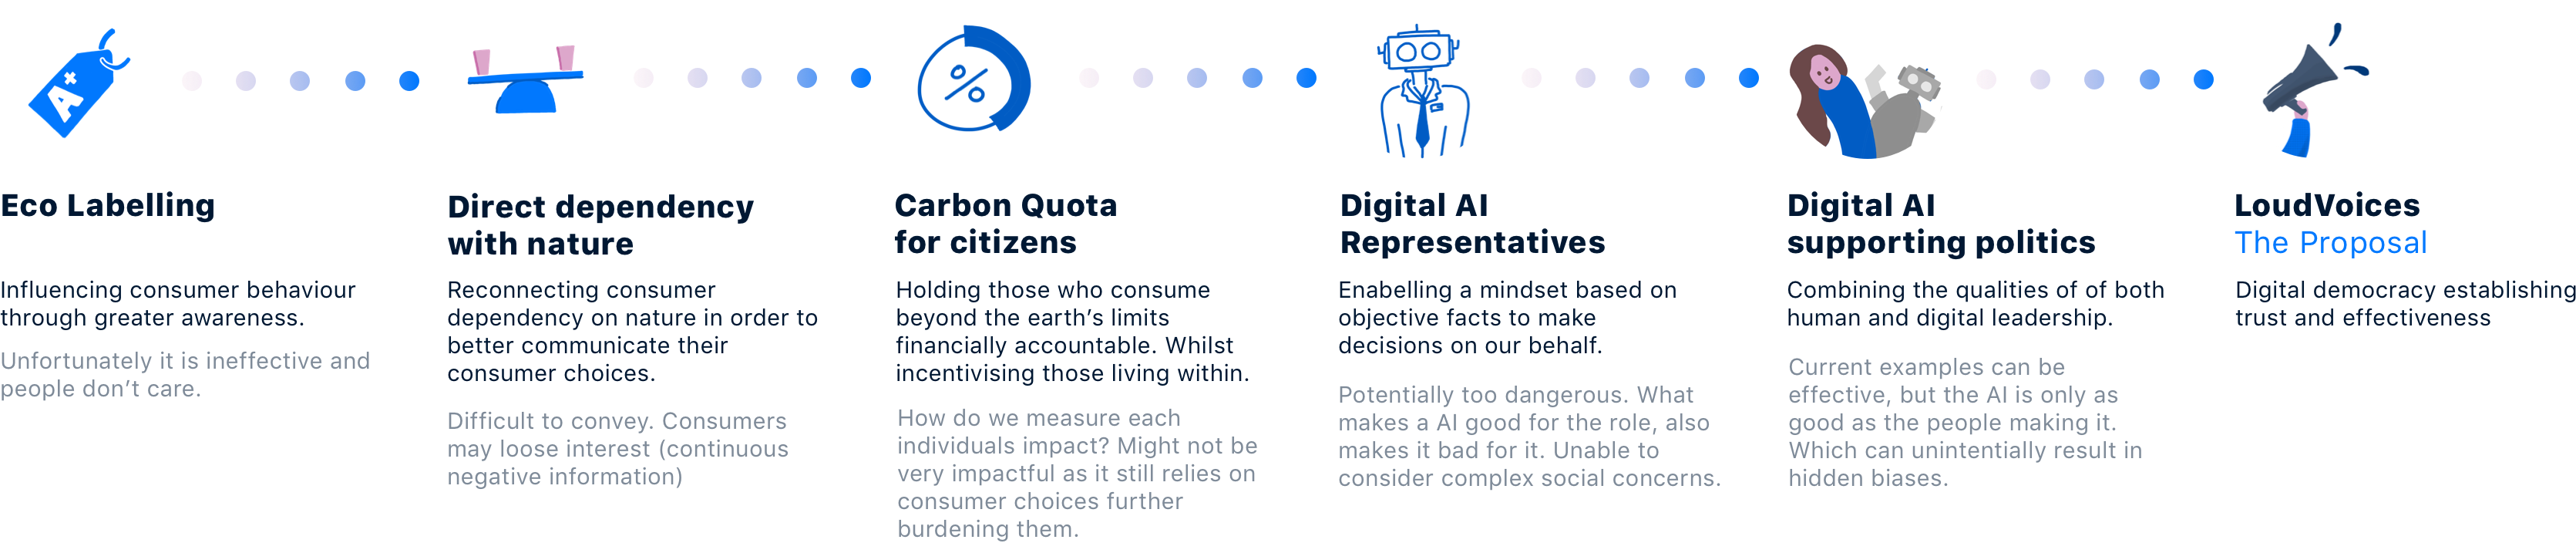 A+
Eco Labelling
Influencing consumer behaviour
through greater awareness.
Unfortunately it is ineffective and
people don't care.
Direct dependency
with nature
Reconnecting consumer
dependency on nature in order to
better communicate their
consumer choices.
Difficult to convey. Consumers
may loose interest (continuous
negative information)
%
Carbon Quota
for citizens
Holding those who consume
beyond the earth's limits
financially accountable. Whilst
incentivising those living within.
How do we measure each
individuals impact? Might not be
very impactful as it still relies on
consumer choices further
burdening them.
Digital AI
Representatives
Enabelling a mindset based on
objective facts to make
decisions on our behalf.
Potentially too dangerous. What
makes a AI good for the role, also
makes it bad for it. Unable to
consider complex social concerns.
Digital AI
supporting politics
Combining the qualities of of both
human and digital leadership.
Current examples can be
effective, but the AI is only as
good as the people making it.
Which can unintentially result in
hidden biases.
LoudVoices
The Proposal
Digital democracy establishing
trust and effectiveness